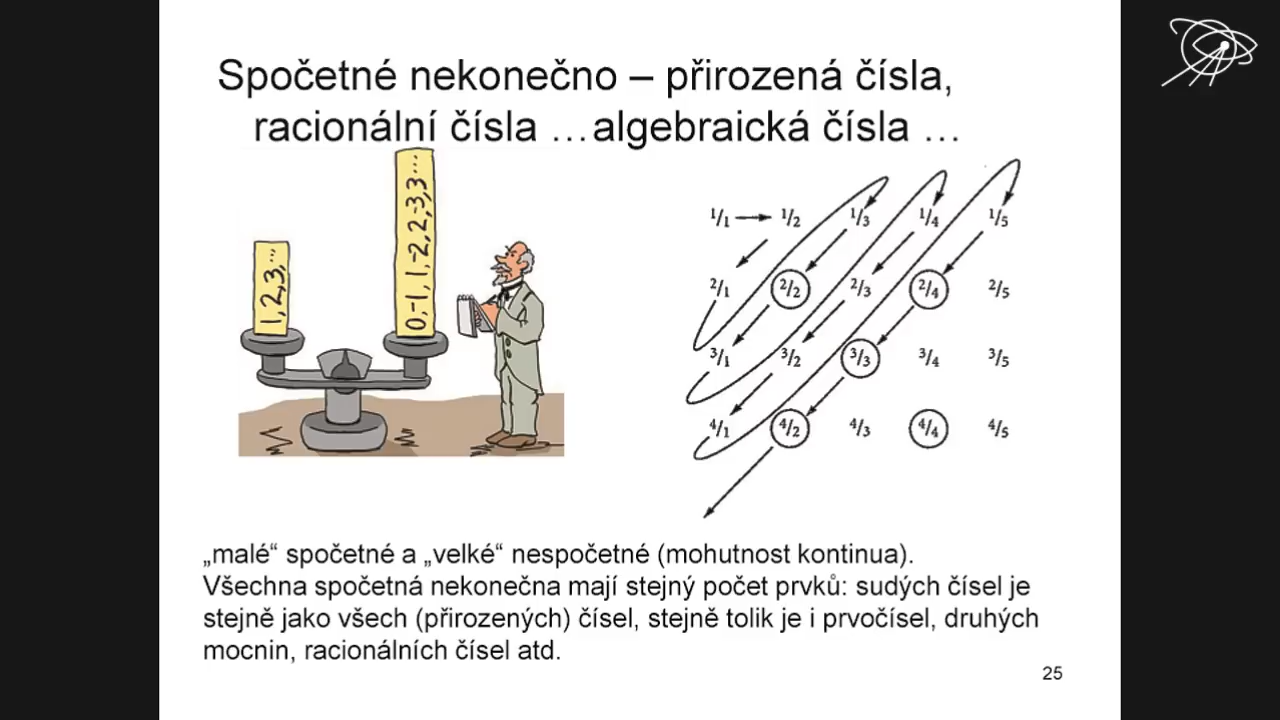 Spočetné nekonečno – přirozená čísla,
racionální čísla …algebraická čísla …
1, 2, 3, ...
0, -1, 1, -2, 2, -3, 3 ...
1/1 1/2 1/3 1/4 1/5
2/1 2/2 2/3 2/4 2/5
3/1 3/2 3/3 3/4 3/5
4/1 4/2 4/3 4/4 4/5
„malé“ spočetné a „velké“ nespočetné (mohutnost kontinua).
Všechna spočetná nekonečna mají stejný počet prvků: sudých čísel je
stejně jako všech (přirozených) čísel, stejně tolik je i prvočísel, druhých
mocnin, racionálních čísel atd.
25